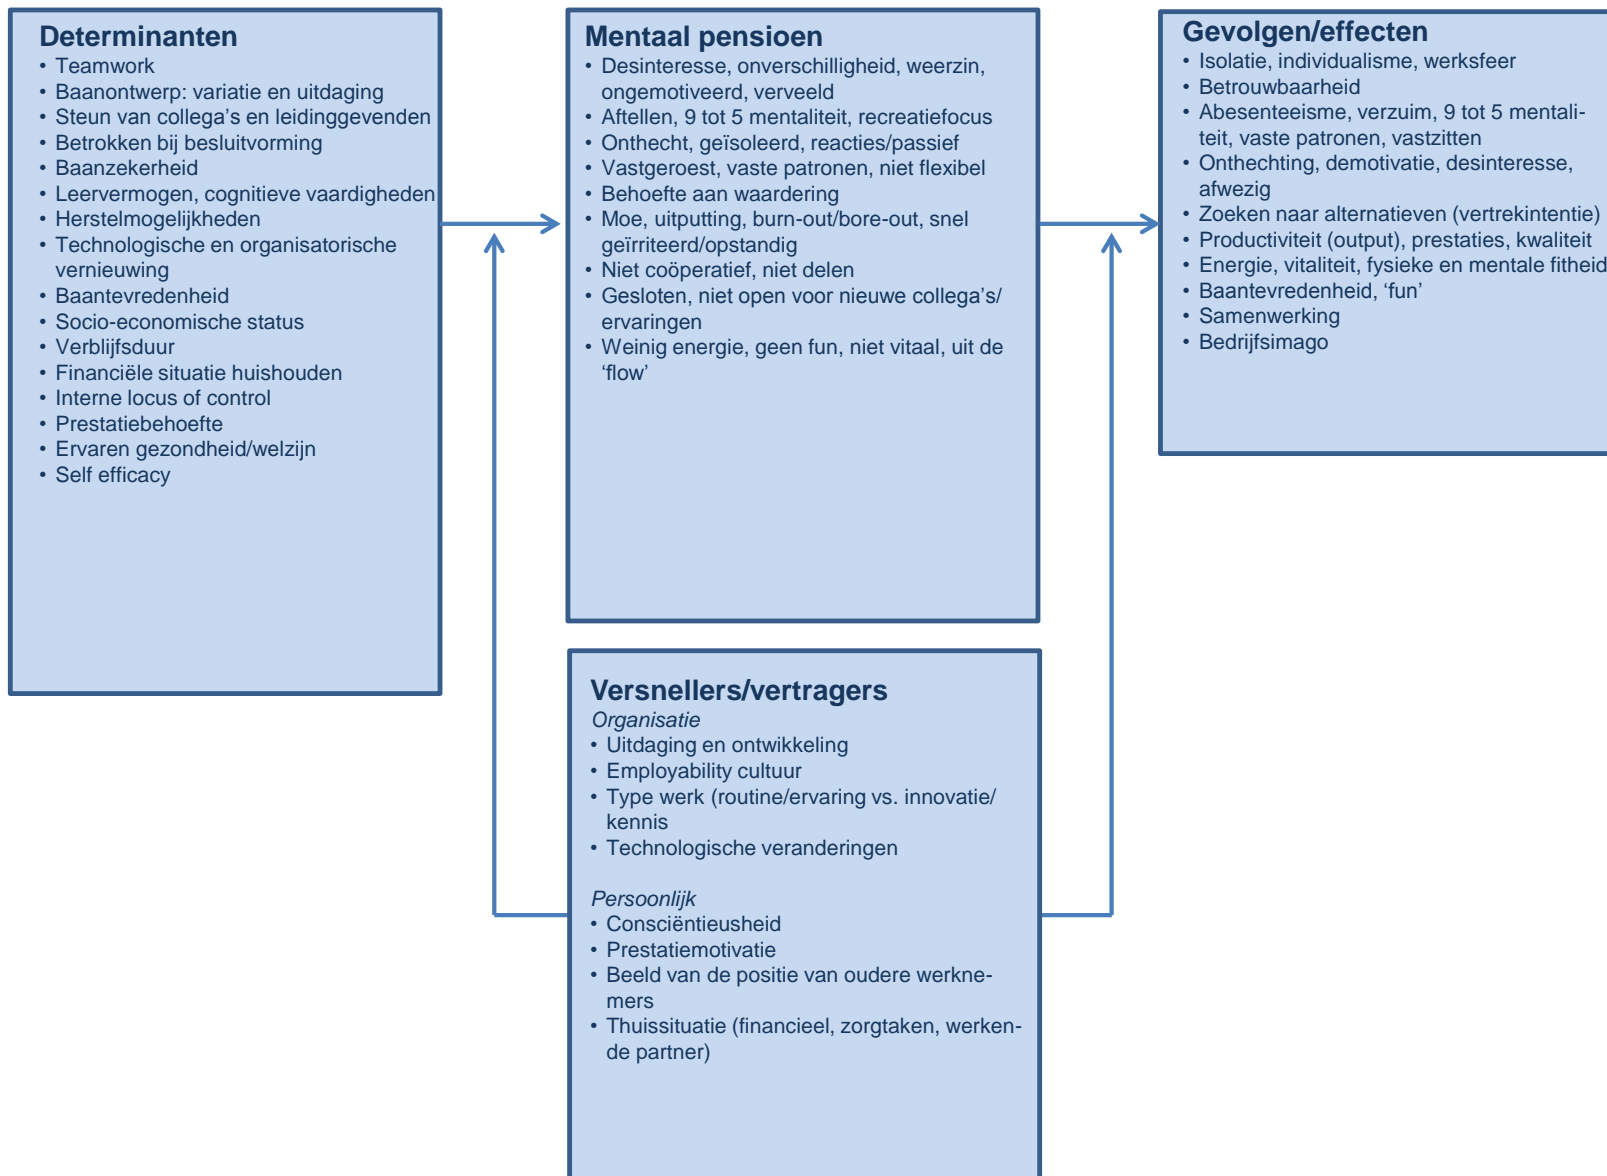 Determinanten
• Teamwork
• Baanontwerp: variatie en uitdaging
• Steun van collega's en leidinggevenden
• Betrokken bij besluitvorming
• Baanzekerheid
• Leervermogen, cognitieve vaardigheden
• Herstelmogelijkheden
• Technologische en organisatorische
vernieuwing
• Baantevredenheid
• Socio-economische status
• Verblijfsduur
• Financiële situatie huishouden
• Interne locus of control
• Prestatiebehoefte
• Ervaren gezondheid/welzijn
• Self efficacy
Mentaal pensioen
• Desinteresse, onverschilligheid, weerzin,
ongemotiveerd, verveeld
• Aftellen, 9 tot 5 mentaliteit, recreatiefocus
• Onthecht, geïsoleerd, reacties/passief
• Vastgeroest, vaste patronen, niet flexibel
• Behoefte aan waardering
• Moe, uitputting, burn-out/bore-out, snel
geïrriteerd/opstandig
• Niet coöperatief, niet delen
• Gesloten, niet open voor nieuwe collega's/
ervaringen
• Weinig energie, geen fun, niet vitaal, uit de
‘flow’
Gevolgen/effecten
• Isolatie, individualisme, werksfeer
• Betrouwbaarheid
• Abesenteeisme, verzuim, 9 tot 5 mentali-
teit, vaste patronen, vastzitten
• Onthechting, demotivatie, desinteresse,
afwezig
• Zoeken naar alternatieven (vertrekintentie)
• Productiviteit (output), prestaties, kwaliteit
• Energie, vitaliteit, fysieke en mentale fitheid
• Baantevredenheid, ‘fun’
• Samenwerking
• Bedrijfsimago
Versnellers/vertragers
Organisatie
• Uitdaging en ontwikkeling
• Employability cultuur
• Type werk (routine/ervaring vs. innovatie/
kennis
• Technologische veranderingen
Persoonlijk
• Consciëntieusheid
• Prestatiemotivatie
• Beeld van de positie van oudere werkne-
mers
• Thuissituatie (financieel, zorgtaken, werken-
de partner)